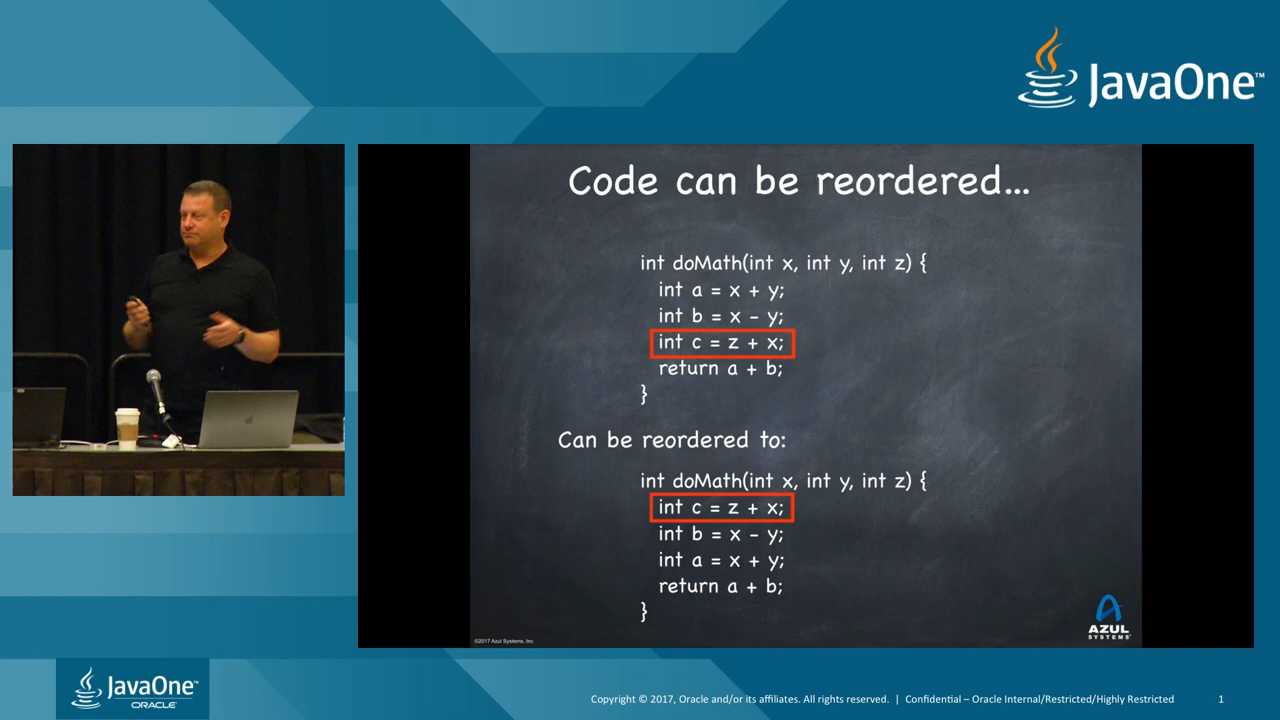 JavaOne™
Code can be reordered...
int doMath(int x, int y, int z) {
int a = x + y;
int b = x - y;
int c = z + x;
return a + b;
}
Can be reordered to:
int doMath(int x, int y, int z) {
int c = z + x;
int b = x - y;
int a = x + y;
return a + b;
}
©2017 Azul Systems, Inc.
AZUL
SYSTEMS
JavaOne™
ORACLE
Copyright © 2017, Oracle and/or its affiliates. All rights reserved. | Confidential – Oracle Internal/Restricted/Highly Restricted 1